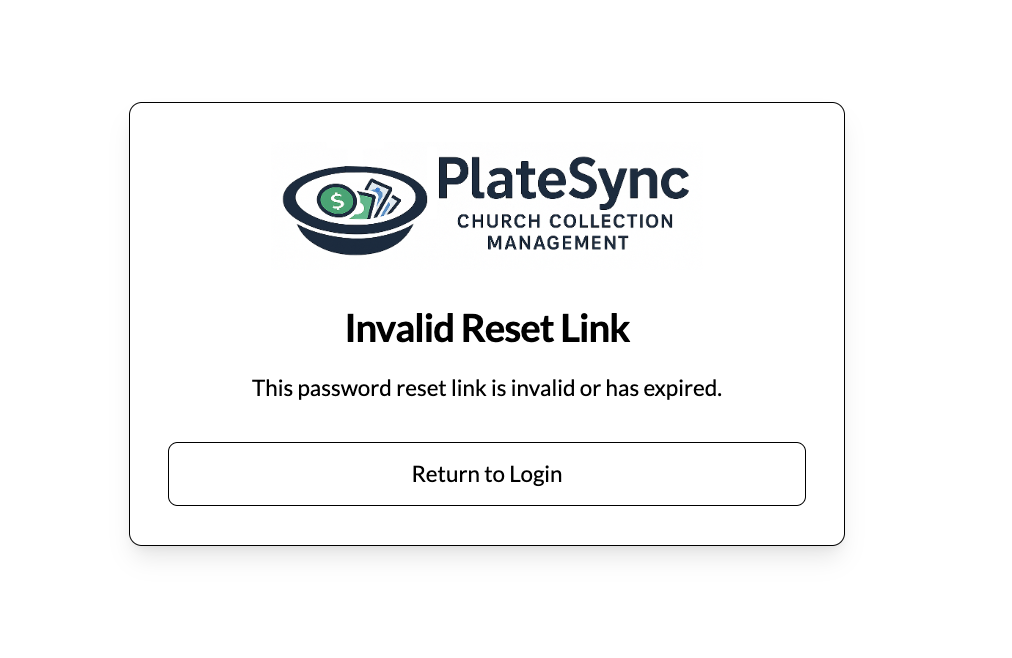 $
PlateSync
CHURCH COLLECTION
MANAGEMENT
Invalid Reset Link
This password reset link is invalid or has expired.
Return to Login